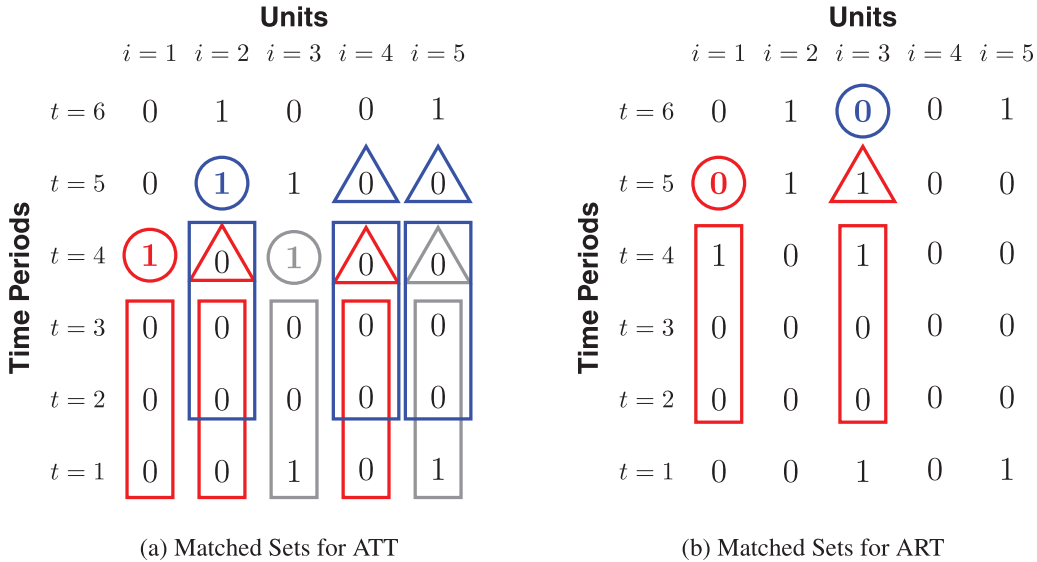 Units
i = 1 i = 2 i = 3 i = 4 i = 5
t = 6 0 1 0 0 1
t = 5 0 1 1 0 0
t = 4 1 0 1 0 0
t = 3 0 0 0 0 0
t = 2 0 0 0 0 0
t = 1 0 0 1 0 1
Time Periods
(a) Matched Sets for ATT
Units
i = 1 i = 2 i = 3 i = 4 i = 5
t = 6 0 1 0 0 1
t = 5 0 1 1 0 0
t = 4 1 0 1 0 0
t = 3 0 0 0 0 0
t = 2 0 0 0 0 0
t = 1 0 0 1 0 1
Time Periods
(b) Matched Sets for ART